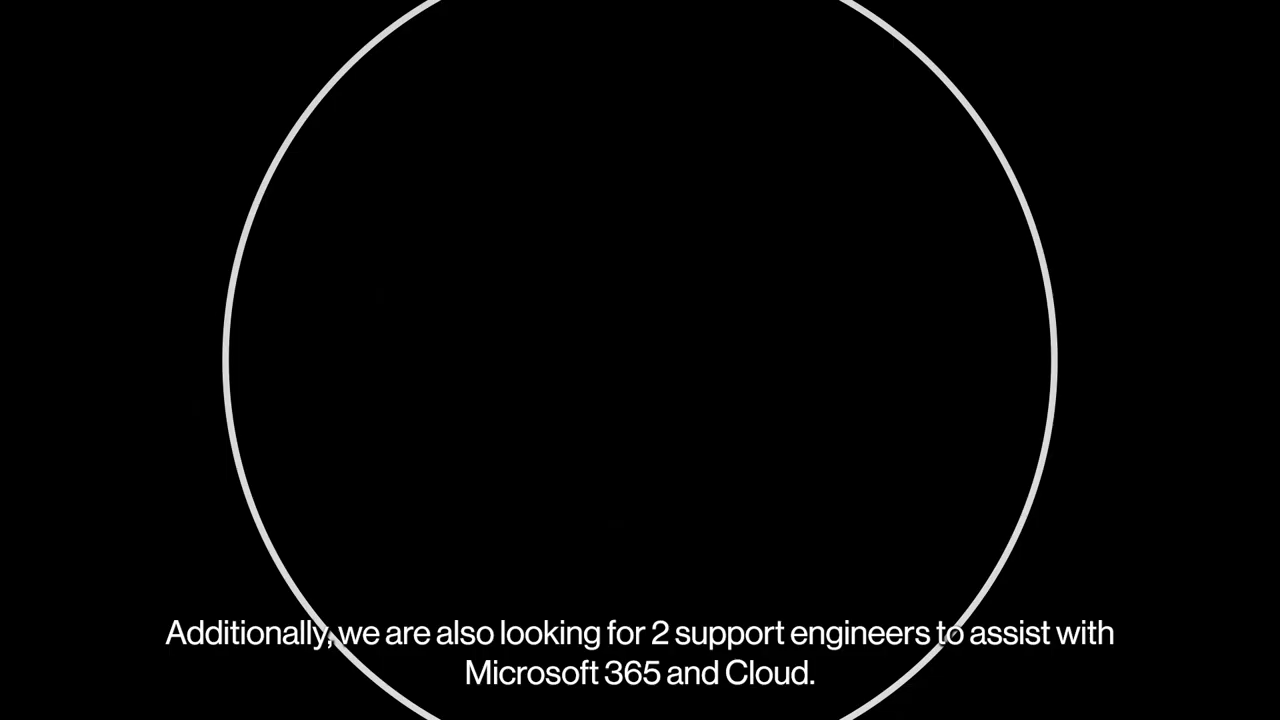 Additionally, we are also looking for 2 support engineers to assist with
Microsoft 365 and Cloud.